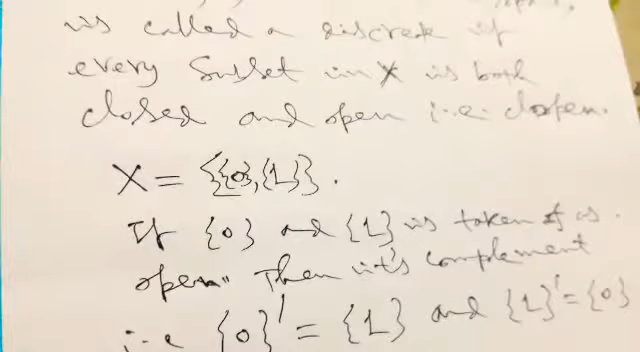 is called a discrete if
every Subset in X is both
closed and open i.e. clopen.
X = {{0},{1}}.
If {0} and {1} is taken as
open" Then it's complement
i.e {0}' = {1} and {1}' = {0}